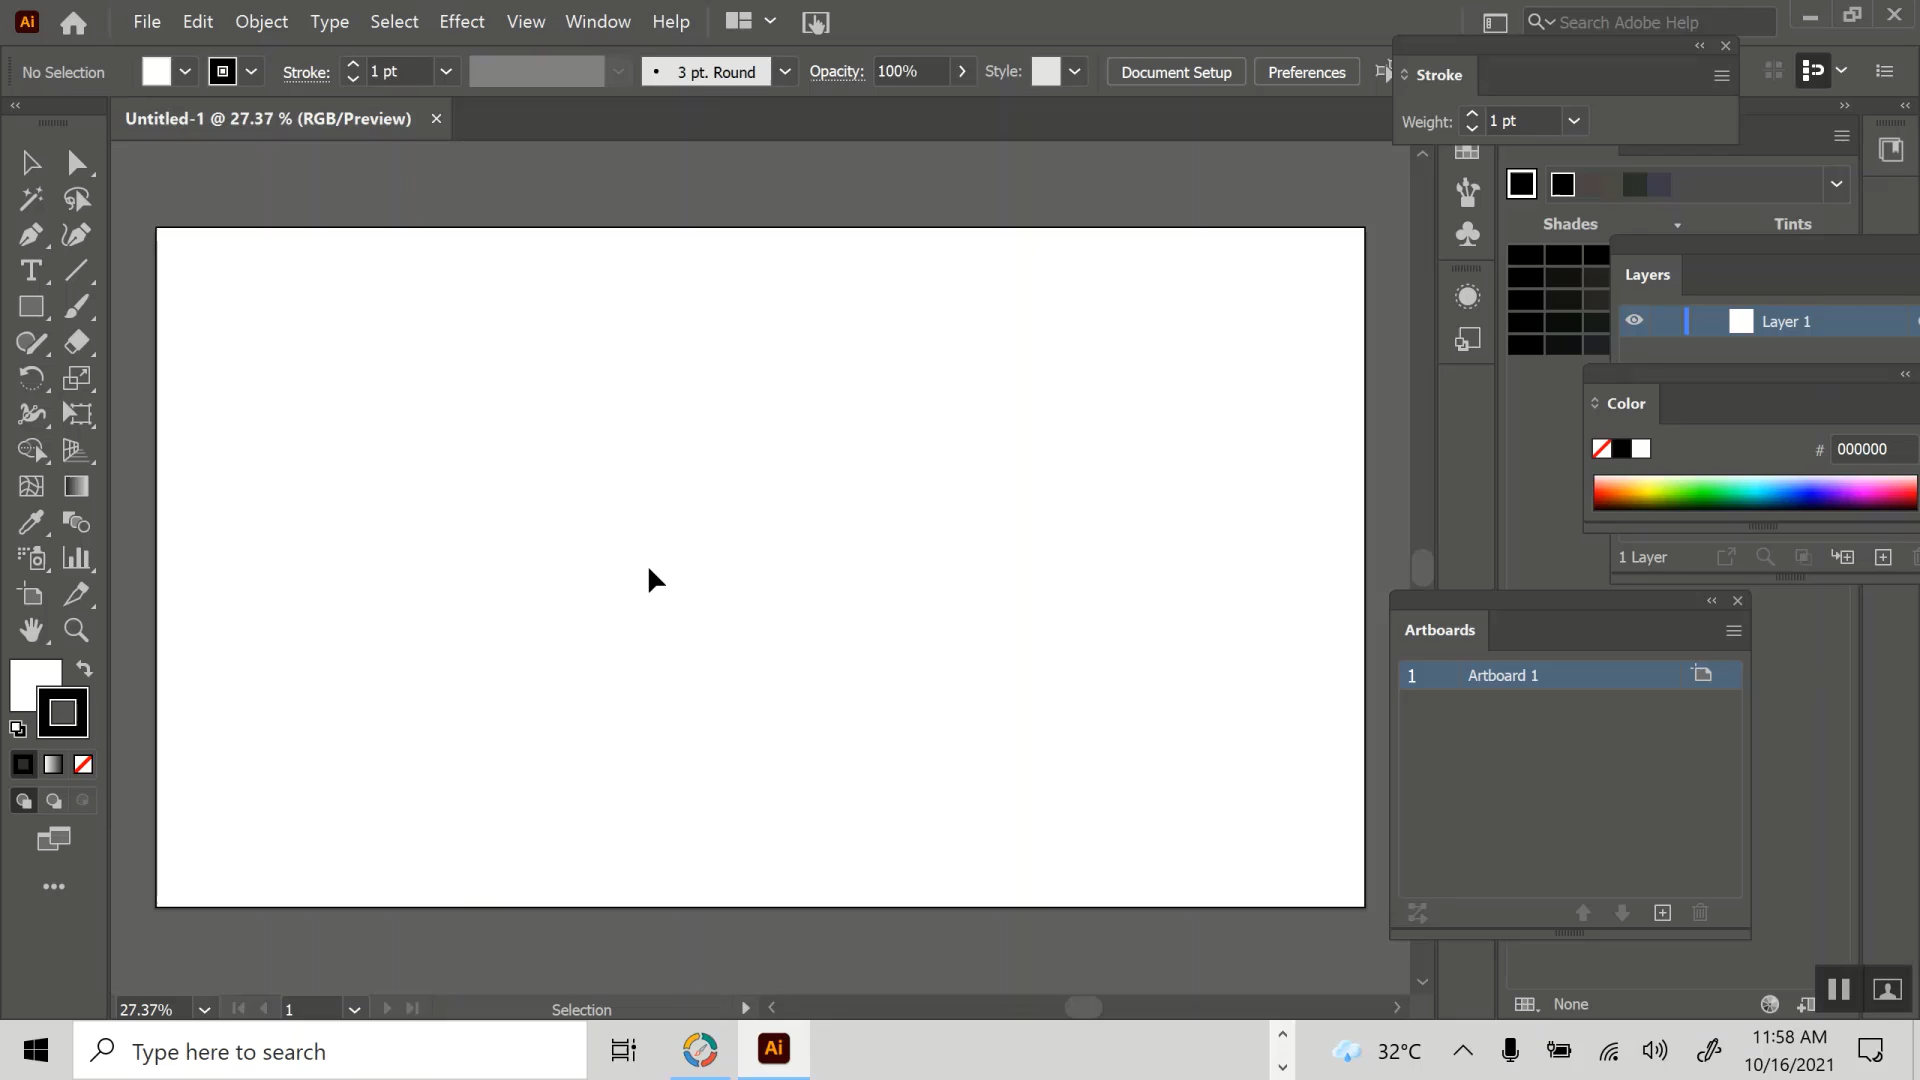 Ai File Edit Object Type Select Effect View Window Help Search Adobe Help
No Selection Stroke: 1 pt 3 pt. Round Opacity: 100% Style: Document Setup Preferences
Stroke
Weight: 1 pt
Untitled-1 @ 27.37 % (RGB/Preview)
Shades Tints
Layers
Layer 1
Color
# 000000
1 Layer
Artboards
1 Artboard 1
27.37% 1 Selection
None
Type here to search
Ai
32°C
11:58 AM
10/16/2021